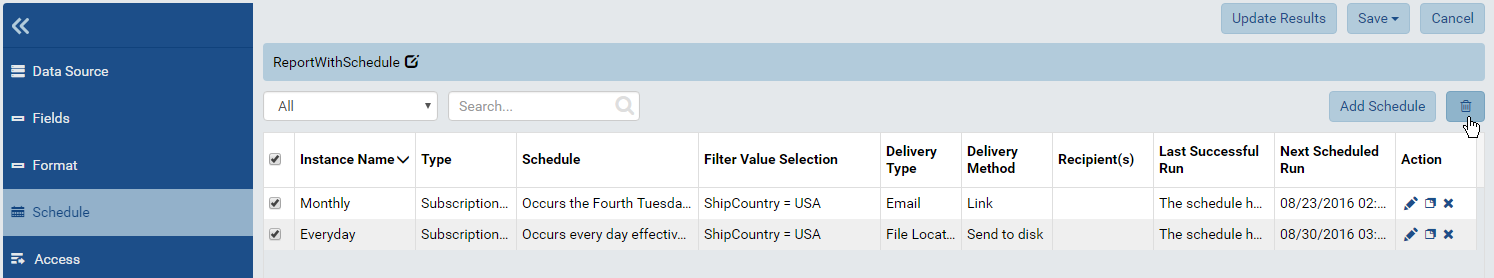 Update Results Save Cancel
Data Source
Fields
Format
Schedule
Access
ReportWithSchedule
All Search... Add Schedule
Instance Name Type Schedule Filter Value Selection Delivery Type Delivery Method Recipient(s) Last Successful Run Next Scheduled Run Action
Monthly Subscription... Occurs the Fourth Tuesda... ShipCountry = USA Email Link The schedule h... 08/23/2016 02:...
Everyday Subscription... Occurs every day effectiv... ShipCountry = USA File Locat... Send to disk The schedule h... 08/30/2016 03:...